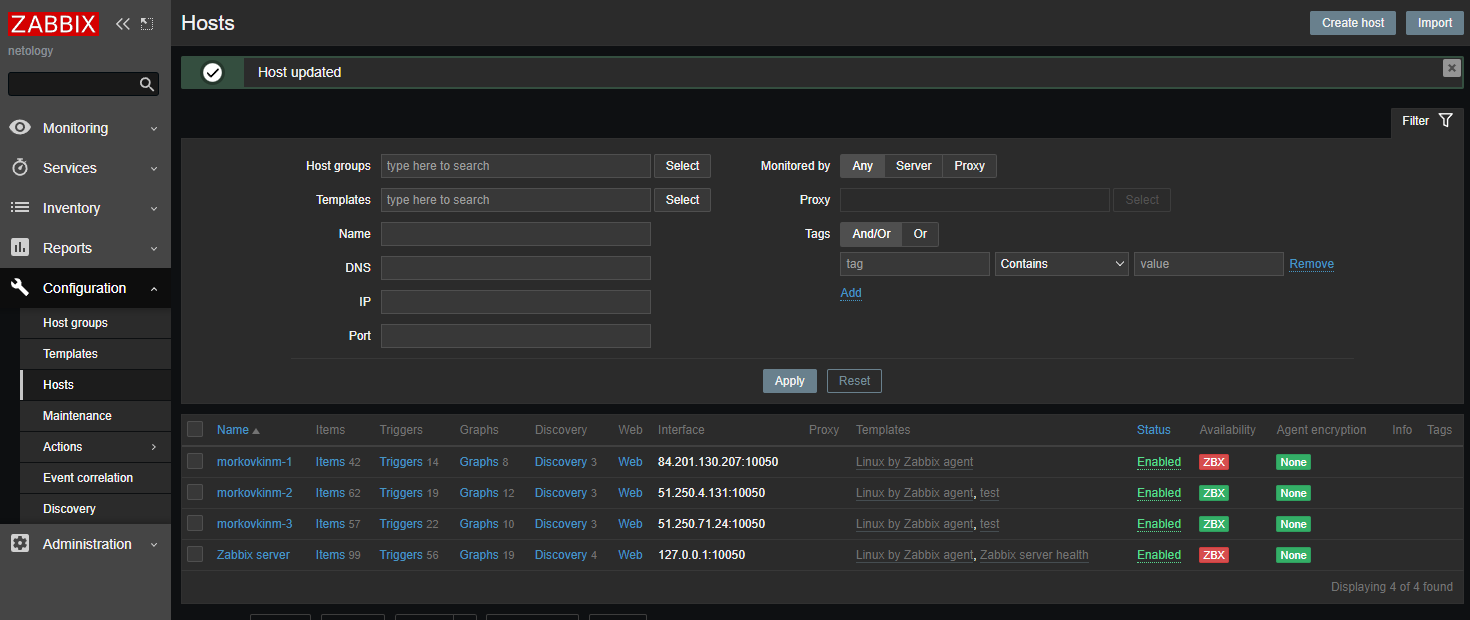 ZABBIX
netology
Monitoring
Services
Inventory
Reports
Configuration
Host groups
Templates
Hosts
Maintenance
Actions
Event correlation
Discovery
Administration
Hosts
Create host Import
Host updated
Filter
Host groups type here to search Select Monitored by Any Server Proxy
Templates type here to search Select Proxy Select
Name Tags And/Or Or
DNS tag Contains value Remove
Add
IP
Port
Apply Reset
Name Items Triggers Graphs Discovery Web Interface Proxy Templates Status Availability Agent encryption Info Tags
morkovkinm-1 Items 42 Triggers 14 Graphs 8 Discovery 3 Web 84.201.130.207:10050 Linux by Zabbix agent Enabled ZBX None
morkovkinm-2 Items 62 Triggers 19 Graphs 12 Discovery 3 Web 51.250.4.131:10050 Linux by Zabbix agent, test Enabled ZBX None
morkovkinm-3 Items 57 Triggers 22 Graphs 10 Discovery 3 Web 51.250.71.24:10050 Linux by Zabbix agent, test Enabled ZBX None
Zabbix server Items 99 Triggers 56 Graphs 19 Discovery 4 Web 127.0.0.1:10050 Linux by Zabbix agent, Zabbix server health Enabled ZBX None
Displaying 4 of 4 found